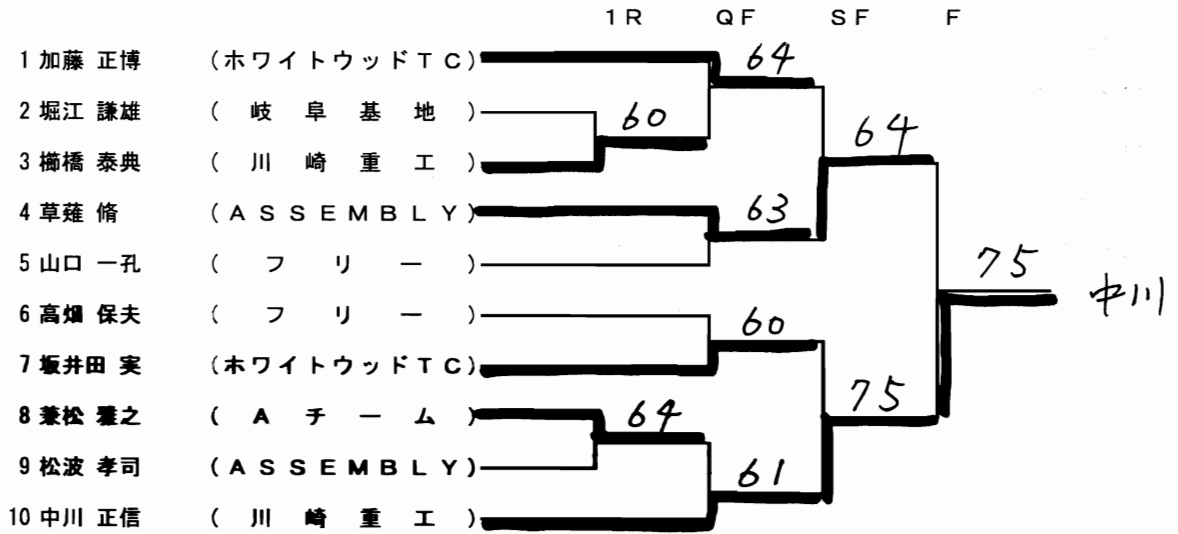 1R QF SF F
1 加藤 正博 (ホワイトウッドTC)
64
2 堀江 謙雄 (岐阜基地)
60
64
3 櫛橋 泰典 (川崎重工)
4 草薙 脩 (ASSEMBLY)
63
5 山口 一孔 (フリー)
75
中川
6 高畑 保夫 (フリー)
60
7 坂井田 実 (ホワイトウッドTC)
75
8 兼松 雅之 (Aチーム)
64
9 松波 孝司 (ASSEMBLY)
61
10 中川 正信 (川崎重工)